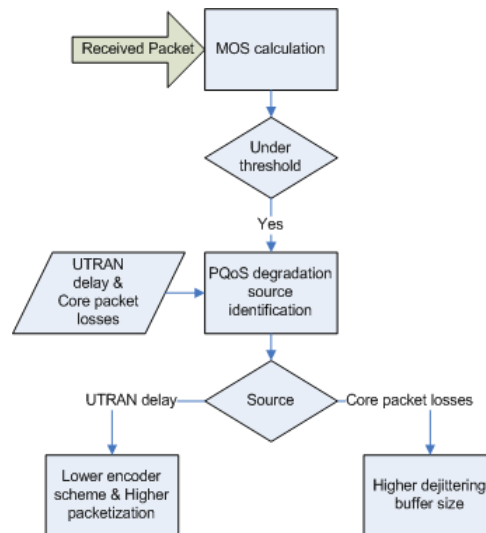 Received Packet
MOS calculation
Under
threshold
Yes
UTRAN
delay &
Core packet
losses
PQoS degradation
source
identification
UTRAN delay
Source
Core packet losses
Lower encoder
scheme & Higher
packetization
Higher dejittering
buffer size